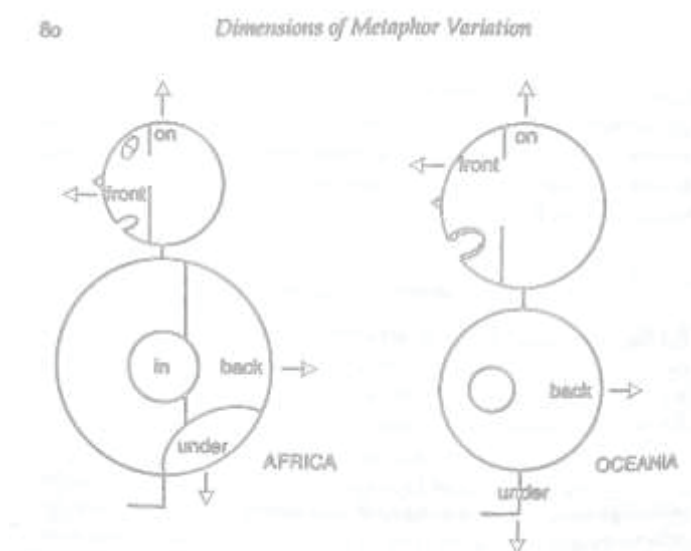 80 Dimensions of Metaphor Variation
on
front
in
back
under
AFRICA
on
front
back
under
OCEANIA